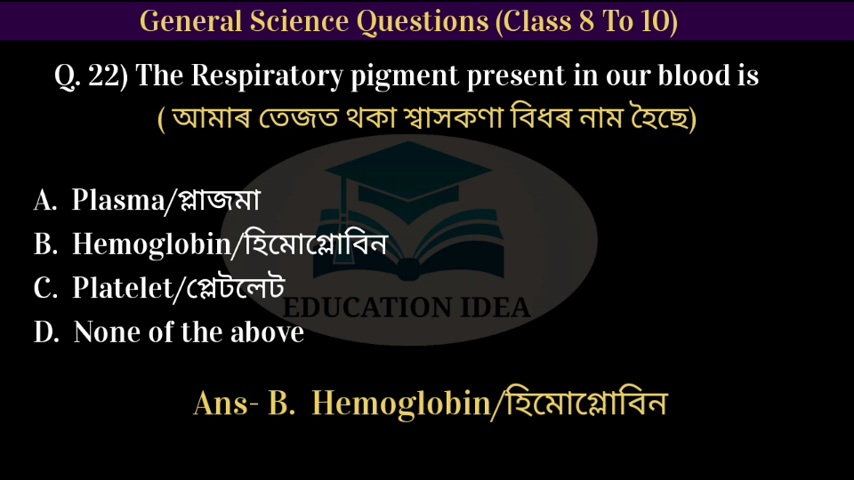 General Science Questions (Class 8 To 10)
Q. 22) The Respiratory pigment present in our blood is
( আমাৰ তেজত থকা শ্বাসকণা বিধৰ নাম হৈছে)
A. Plasma/প্লাজমা
B. Hemoglobin/হিমোগ্লোবিন
C. Platelet/প্লেটলেট
EDUCATION IDEA
D. None of the above
Ans- B. Hemoglobin/হিমোগ্লোবিন